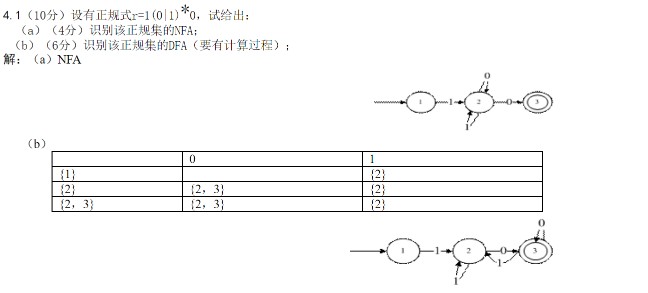 4.1（10分）设有正规式r=1(0|1)*0，试给出：
（a）（4分）识别该正规集的NFA；
（b）（6分）识别该正规集的DFA（要有计算过程）；
解：（a）NFA
0
1 1 2 0 3
1
（b）
0 1
{1} {2}
{2} {2，3} {2}
{2，3} {2，3} {2}
0
1 1 2 0 3
1
1